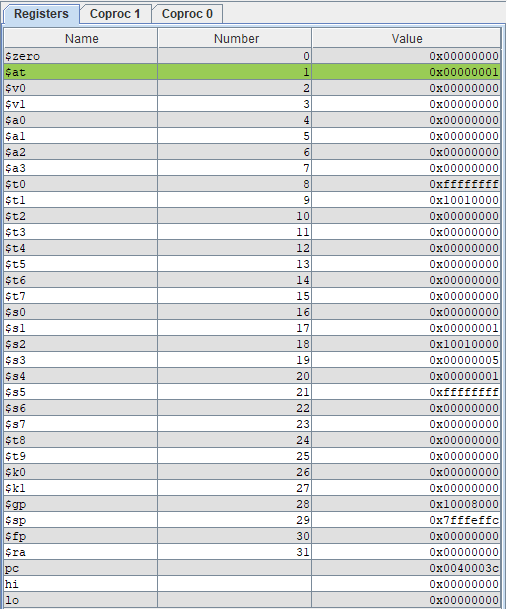 Registers Coproc 1 Coproc 0
Name Number Value
$zero 0 0x00000000
$at 1 0x00000001
$v0 2 0x00000000
$v1 3 0x00000000
$a0 4 0x00000000
$a1 5 0x00000000
$a2 6 0x00000000
$a3 7 0x00000000
$t0 8 0xffffffff
$t1 9 0x10010000
$t2 10 0x00000000
$t3 11 0x00000000
$t4 12 0x00000000
$t5 13 0x00000000
$t6 14 0x00000000
$t7 15 0x00000000
$s0 16 0x00000000
$s1 17 0x00000001
$s2 18 0x10010000
$s3 19 0x00000005
$s4 20 0x00000001
$s5 21 0xffffffff
$s6 22 0x00000000
$s7 23 0x00000000
$t8 24 0x00000000
$t9 25 0x00000000
$k0 26 0x00000000
$k1 27 0x00000000
$gp 28 0x10008000
$sp 29 0x7fffeffc
$fp 30 0x00000000
$ra 31 0x00000000
pc 0x0040003c
hi 0x00000000
lo 0x00000000